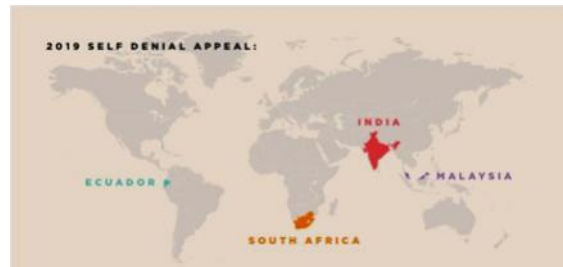 2019 SELF DENIAL APPEAL:
INDIA
ECUADOR
MALAYSIA
SOUTH AFRICA